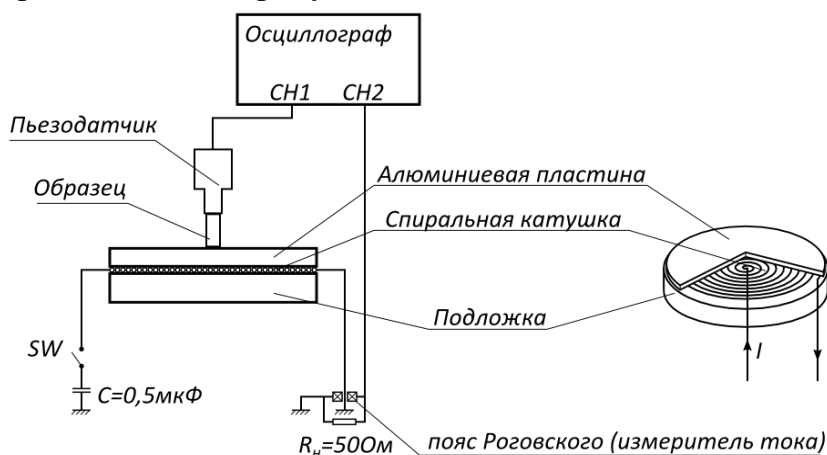 Осциллограф
CH1 CH2
Пьезодатчик
Образец
Алюминиевая пластина
Спиральная катушка
Подложка
SW
C=0,5мкФ
I
Rн=50Ом
пояс Роговского (измеритель тока)